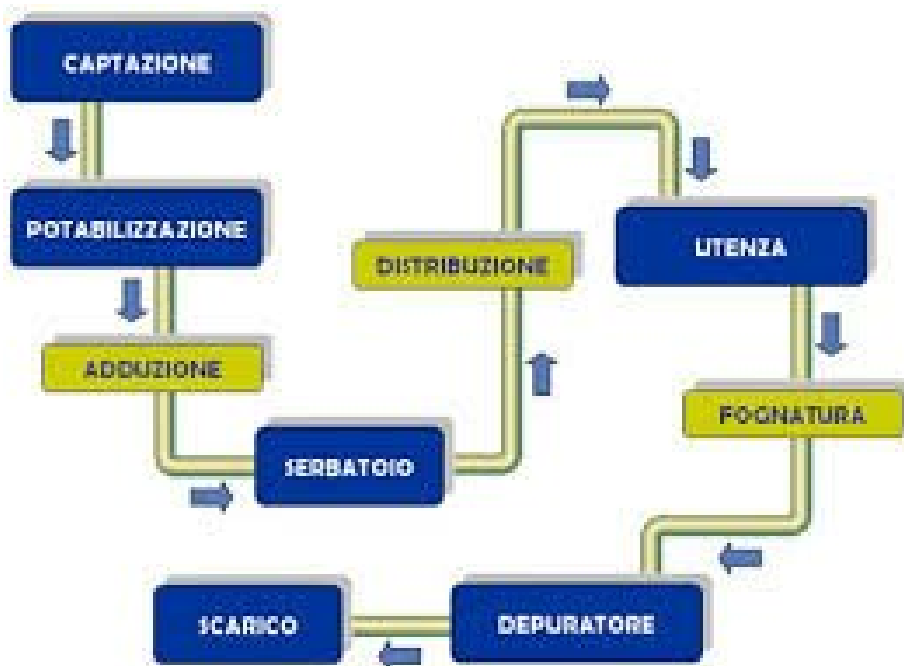 CAPTAZIONE
POTABILIZZAZIONE
ADDUZIONE
SERBATOIO
DISTRIBUZIONE
UTENZA
FOGNATURA
DEPURATORE
SCARICO